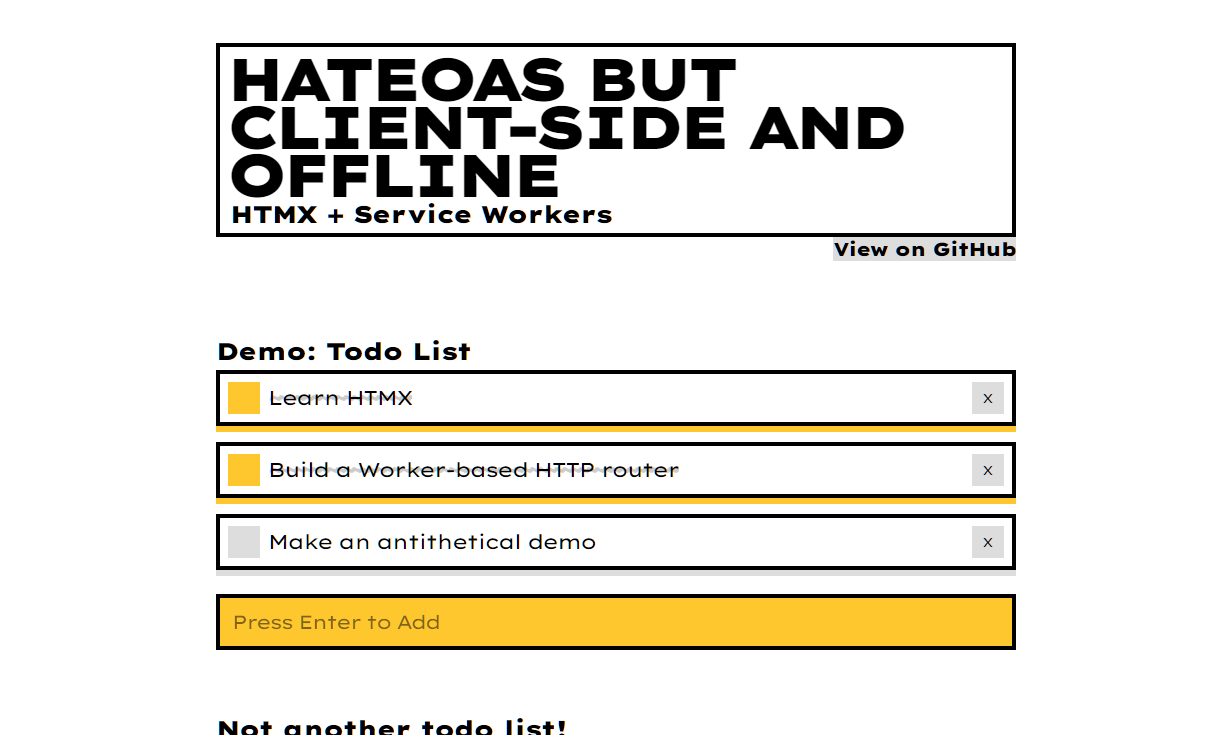 HATEOAS BUT
CLIENT-SIDE AND
OFFLINE
HTMX + Service Workers
View on GitHub
Demo: Todo List
Learn HTMX
x
Build a Worker-based HTTP router
x
Make an antithetical demo
x
Press Enter to Add
Not another todo list!